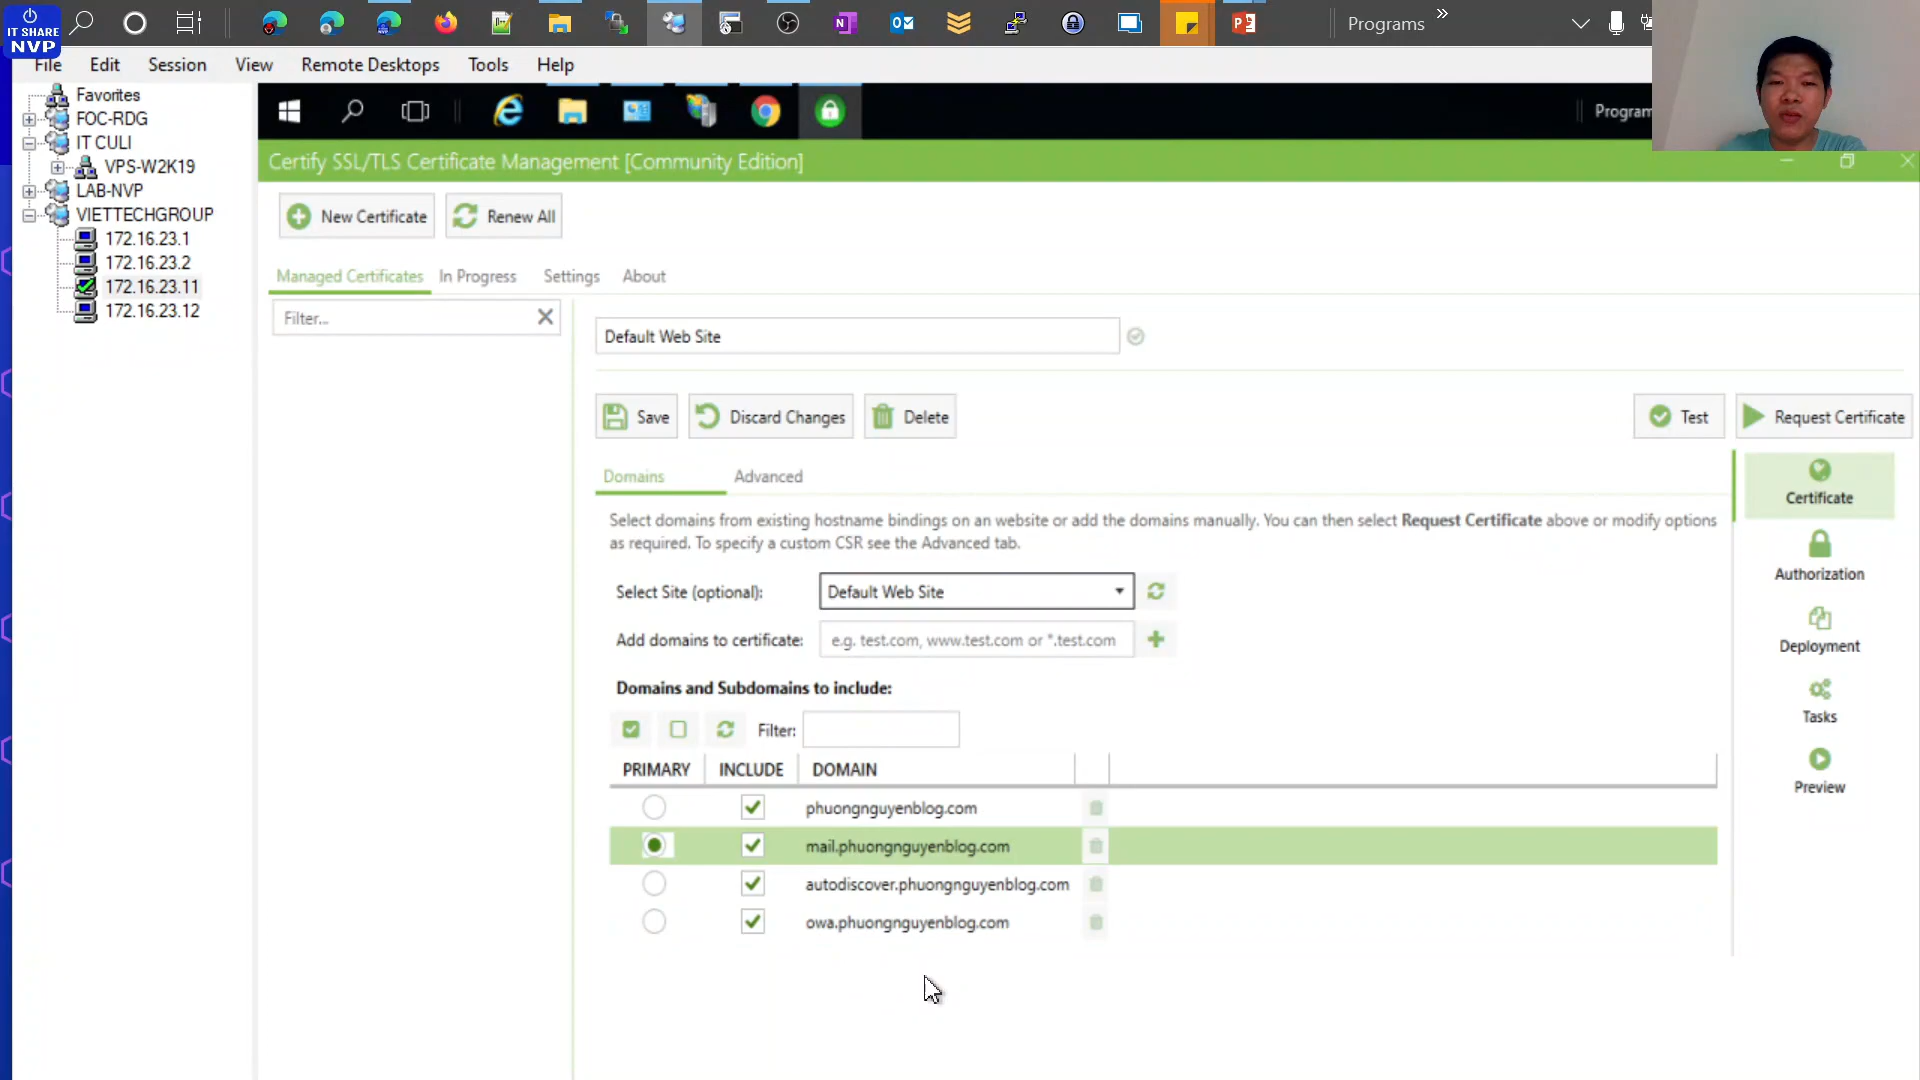 IT SHARE
NVP
Programs
File Edit Session View Remote Desktops Tools Help
Favorites
FOC-RDG
IT CULI
VPS-W2K19
LAB-NVP
VIETTECHGROUP
172.16.23.1
172.16.23.2
172.16.23.11
172.16.23.12
Program
Certify SSL/TLS Certificate Management [Community Edition]
New Certificate Renew All
Managed Certificates In Progress Settings About
Filter...
Default Web Site
Save Discard Changes Delete Test Request Certificate
Domains Advanced
Select domains from existing hostname bindings on an website or add the domains manually. You can then select Request Certificate above or modify options
as required. To specify a custom CSR see the Advanced tab.
Select Site (optional): Default Web Site
Add domains to certificate: e.g. test.com, www.test.com or *.test.com
Domains and Subdomains to include:
Filter:
PRIMARY INCLUDE DOMAIN
phuongnguyenblog.com
mail.phuongnguyenblog.com
autodiscover.phuongnguyenblog.com
owa.phuongnguyenblog.com
Certificate
Authorization
Deployment
Tasks
Preview